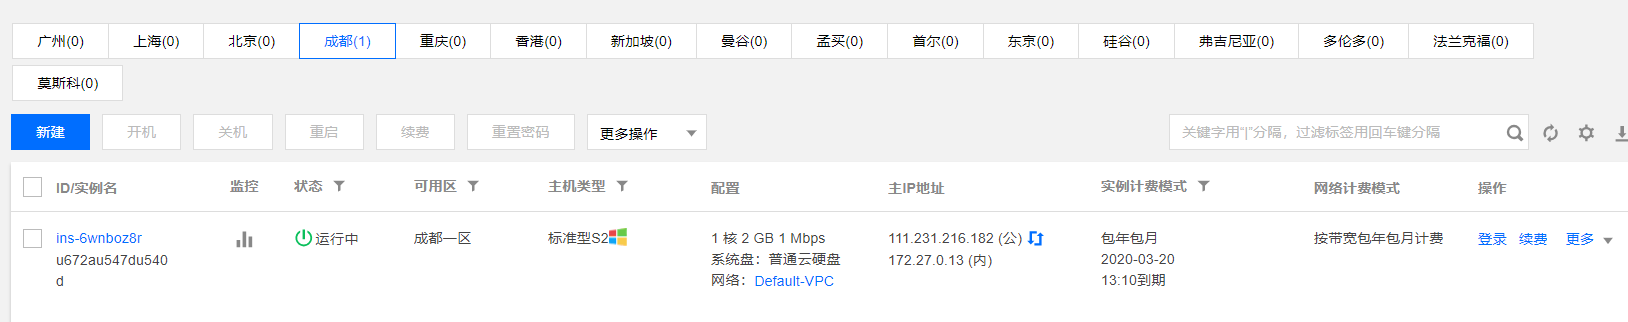 广州(0) 上海(0) 北京(0) 成都(1) 重庆(0) 香港(0) 新加坡(0) 曼谷(0) 孟买(0) 首尔(0) 东京(0) 硅谷(0) 弗吉尼亚(0) 多伦多(0) 法兰克福(0)
莫斯科(0)
新建 开机 关机 重启 续费 重置密码 更多操作 关键字用“|”分隔，过滤标签用回车键分隔
ID/实例名 监控 状态 可用区 主机类型 配置 主IP地址 实例计费模式 网络计费模式 操作
ins-6wnboz8r 运行中 成都一区 标准型S2 1 核 2 GB 1 Mbps 111.231.216.182 (公) 包年包月 按带宽包年包月计费 登录 续费 更多
u672au547du540 系统盘：普通云硬盘 172.27.0.13 (内) 2020-03-20
d 网络：Default-VPC 13:10到期